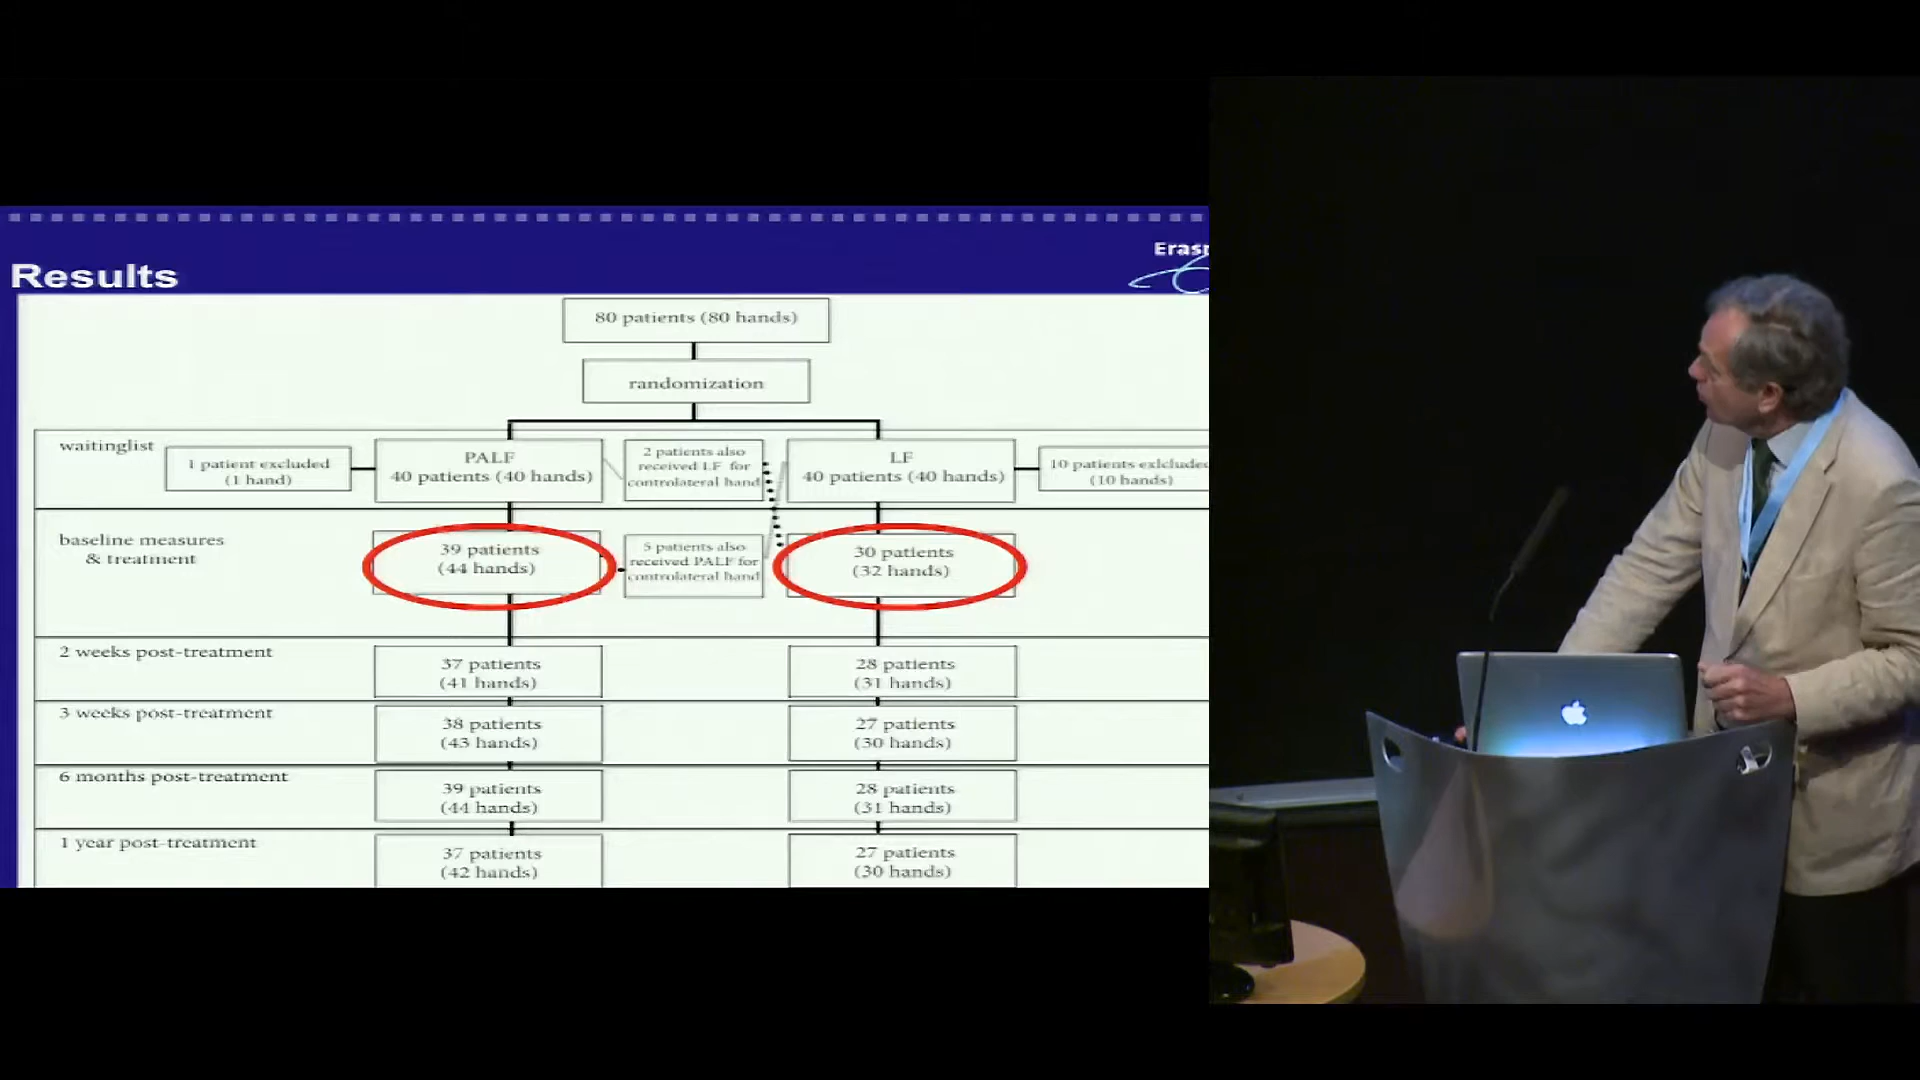 Results
80 patients (80 hands)
randomization
waitinglist
1 patient excluded
(1 hand)
PALF
40 patients (40 hands)
2 patients also
received LF for
controlateral hand
LF
40 patients (40 hands)
10 patients exlclude
(10 hands)
baseline measures
& treatment
39 patients
(44 hands)
5 patients also
received PALF for
controlateral hand
30 patients
(32 hands)
2 weeks post-treatment
37 patients
(41 hands)
28 patients
(31 hands)
3 weeks post-treatment
38 patients
(43 hands)
27 patients
(30 hands)
6 months post-treatment
39 patients
(44 hands)
28 patients
(31 hands)
1 year post-treatment
37 patients
(42 hands)
27 patients
(30 hands)